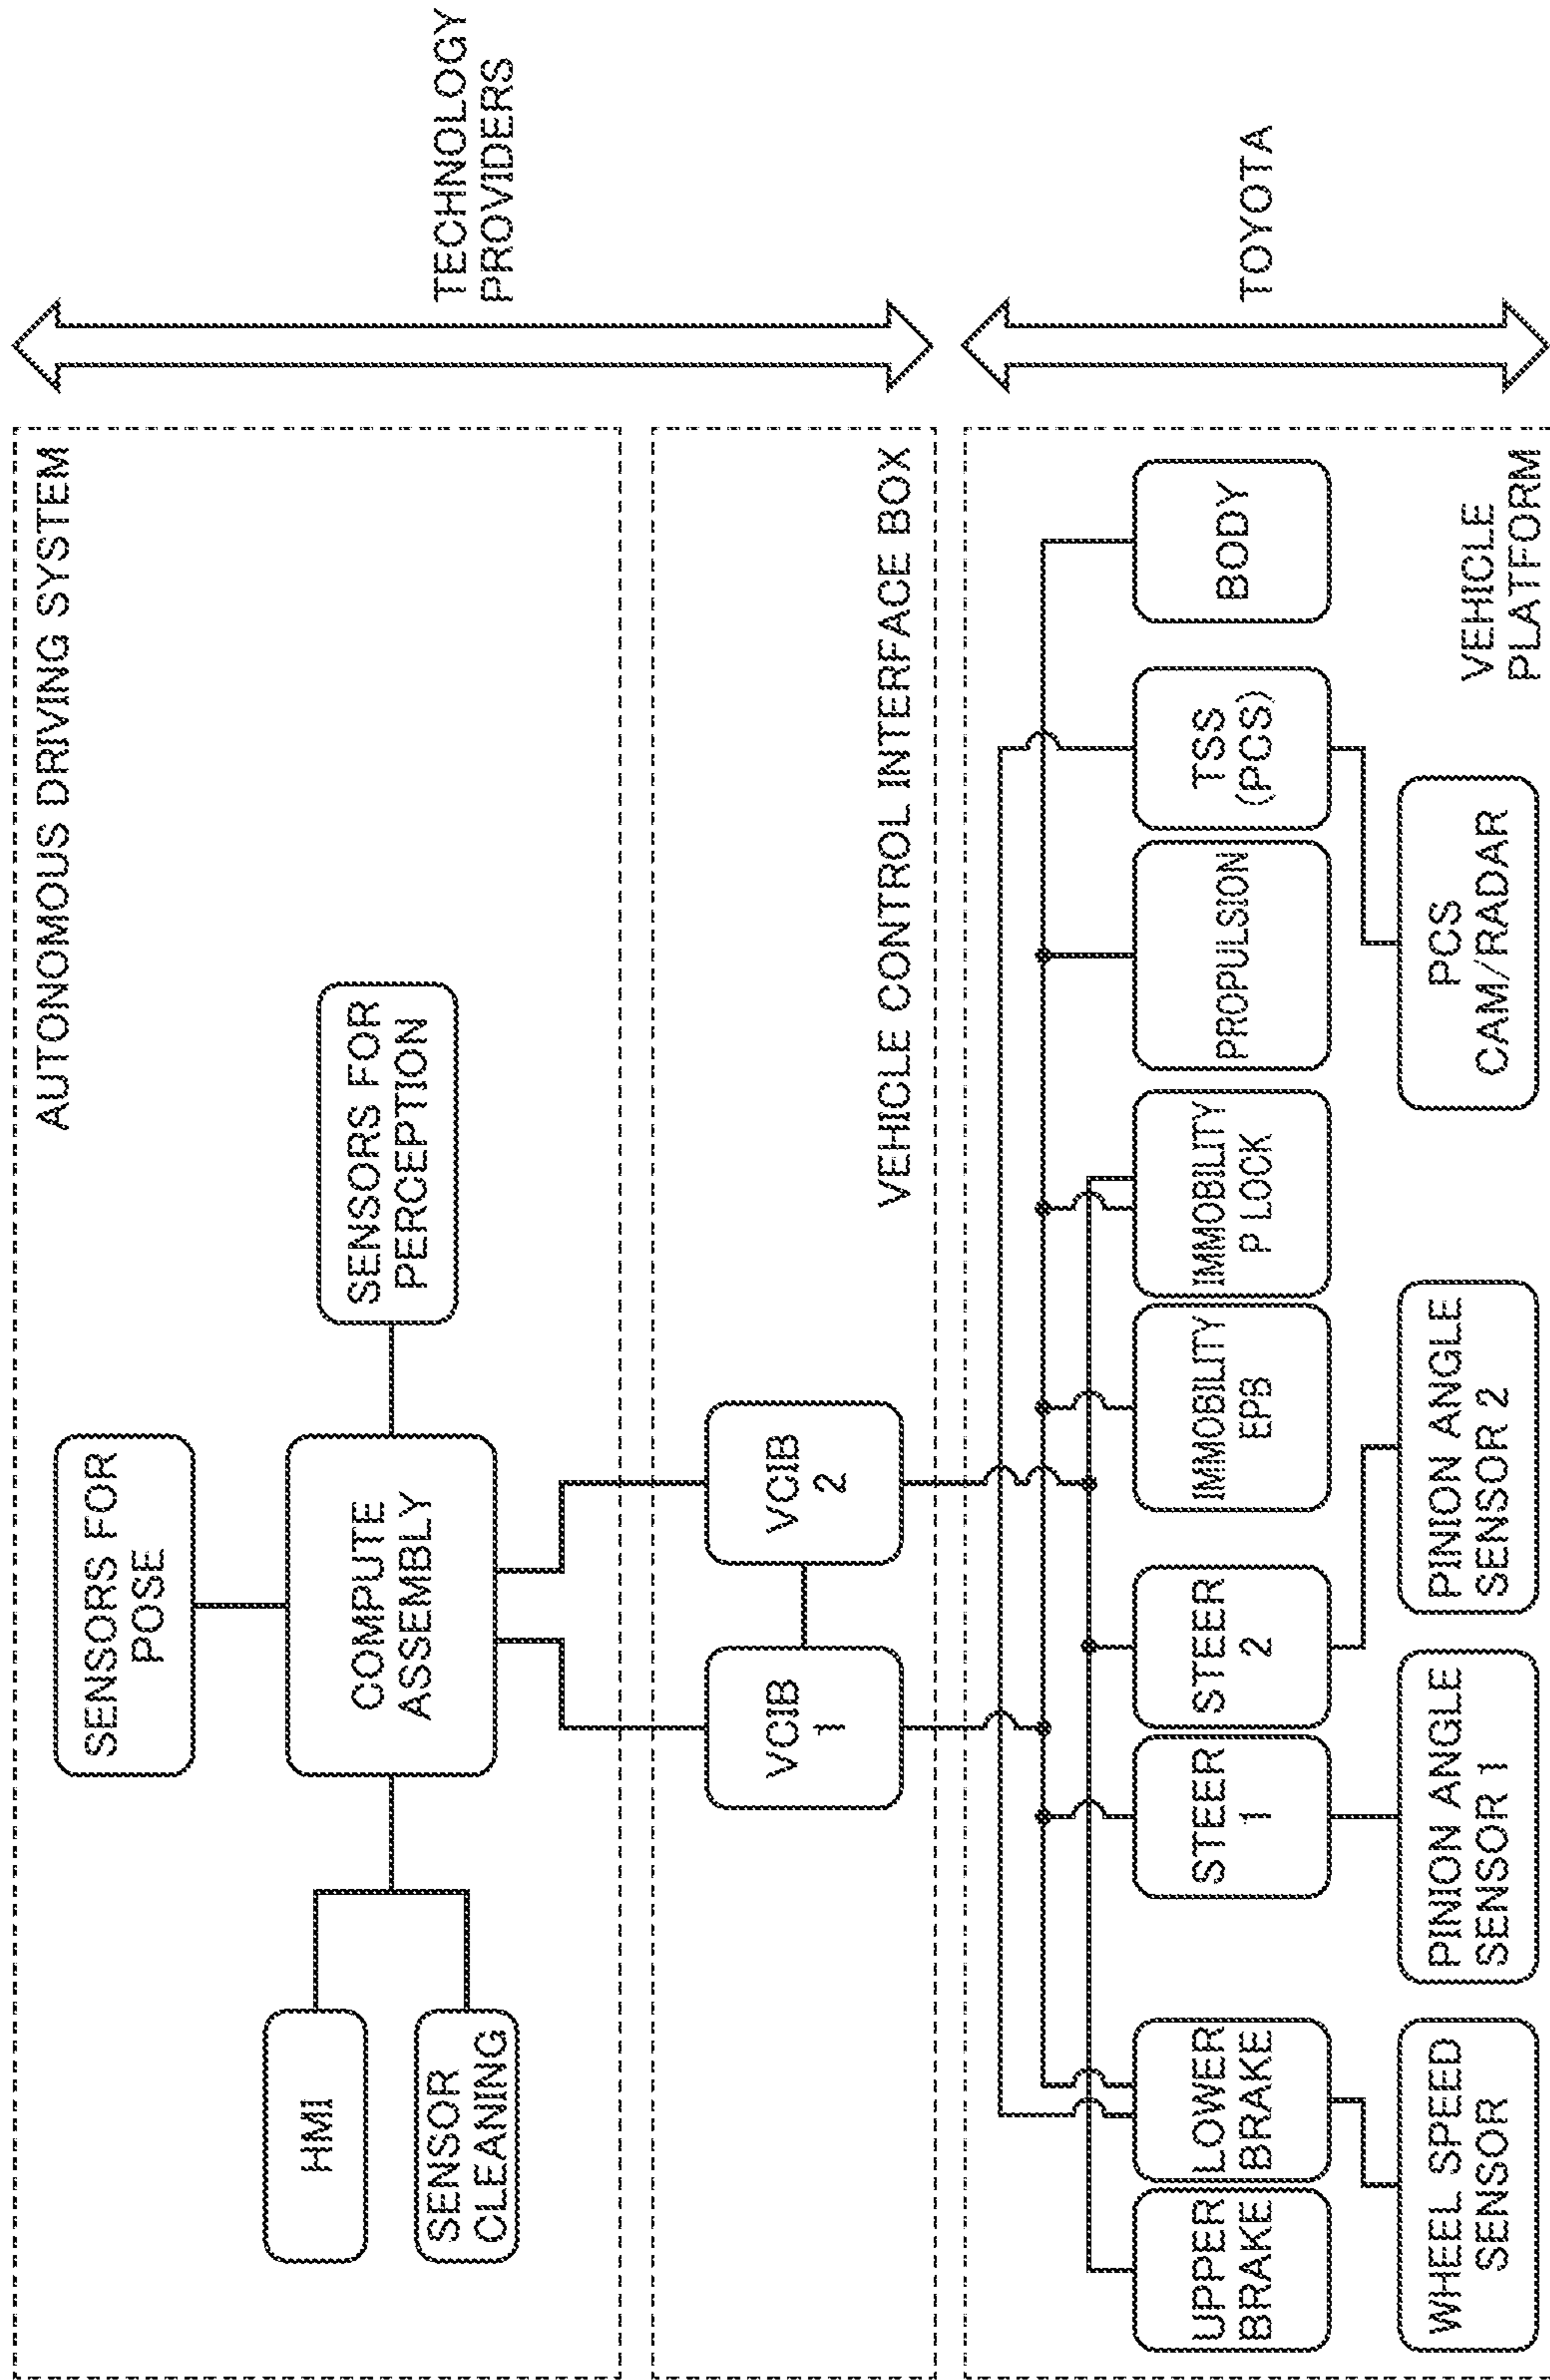 AUTONOMOUS DRIVING SYSTEM
SENSORS FOR
POSE
HMI
SENSOR
CLEANING
COMPUTE
ASSEMBLY
SENSORS FOR
PERCEPTION
TECHNOLOGY
PROVIDERS
VCIB
1
VCIB
2
VEHICLE CONTROL INTERFACE BOX
UPPER
BRAKE
LOWER
BRAKE
STEER
1
STEER
2
IMMOBILITY
EPB
IMMOBILITY
P LOCK
PROPULSION
TSS
(PCS)
BODY
TOYOTA
WHEEL SPEED
SENSOR
PINION ANGLE
SENSOR 1
PINION ANGLE
SENSOR 2
PCS
CAM/RADAR
VEHICLE
PLATFORM